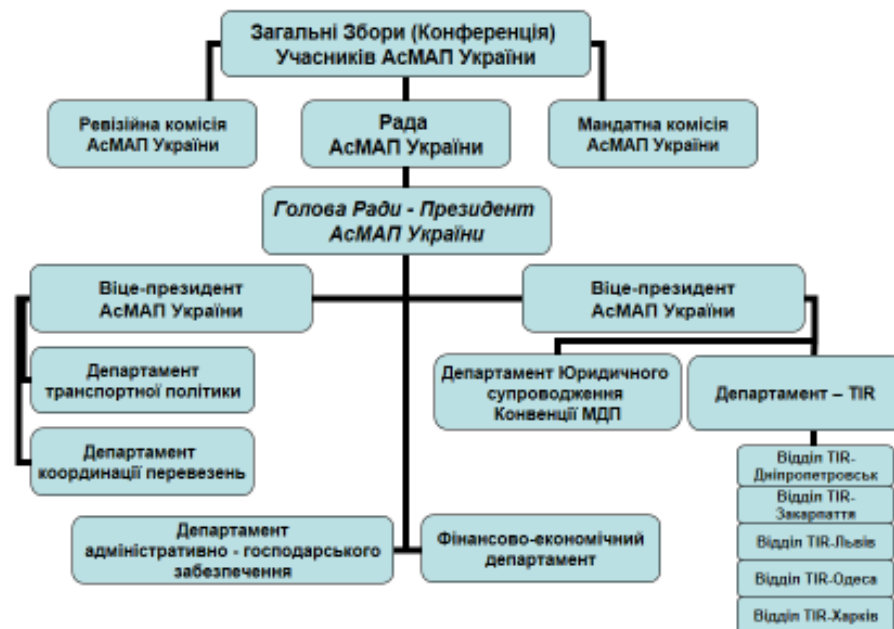 Загальні Збори (Конференція)
Учасників АсМАП України
Ревізійна комісія
АсМАП України
Рада
АсМАП України
Мандатна комісія
АсМАП України
Голова Ради - Президент
АсМАП України
Віце-президент
АсМАП України
Віце-президент
АсМАП України
Департамент
транспортної політики
Департамент Юридичного
супроводження
Конвенції МДП
Департамент – TIR
Департамент
координації перевезень
Відділ TIR-
Дніпропетровськ
Відділ TIR-
Закарпаття
Відділ TIR-Львів
Відділ TIR-Одеса
Відділ TIR-Харків
Департамент
адміністративно - господарського
забезпечення
Фінансово-економічний
департамент